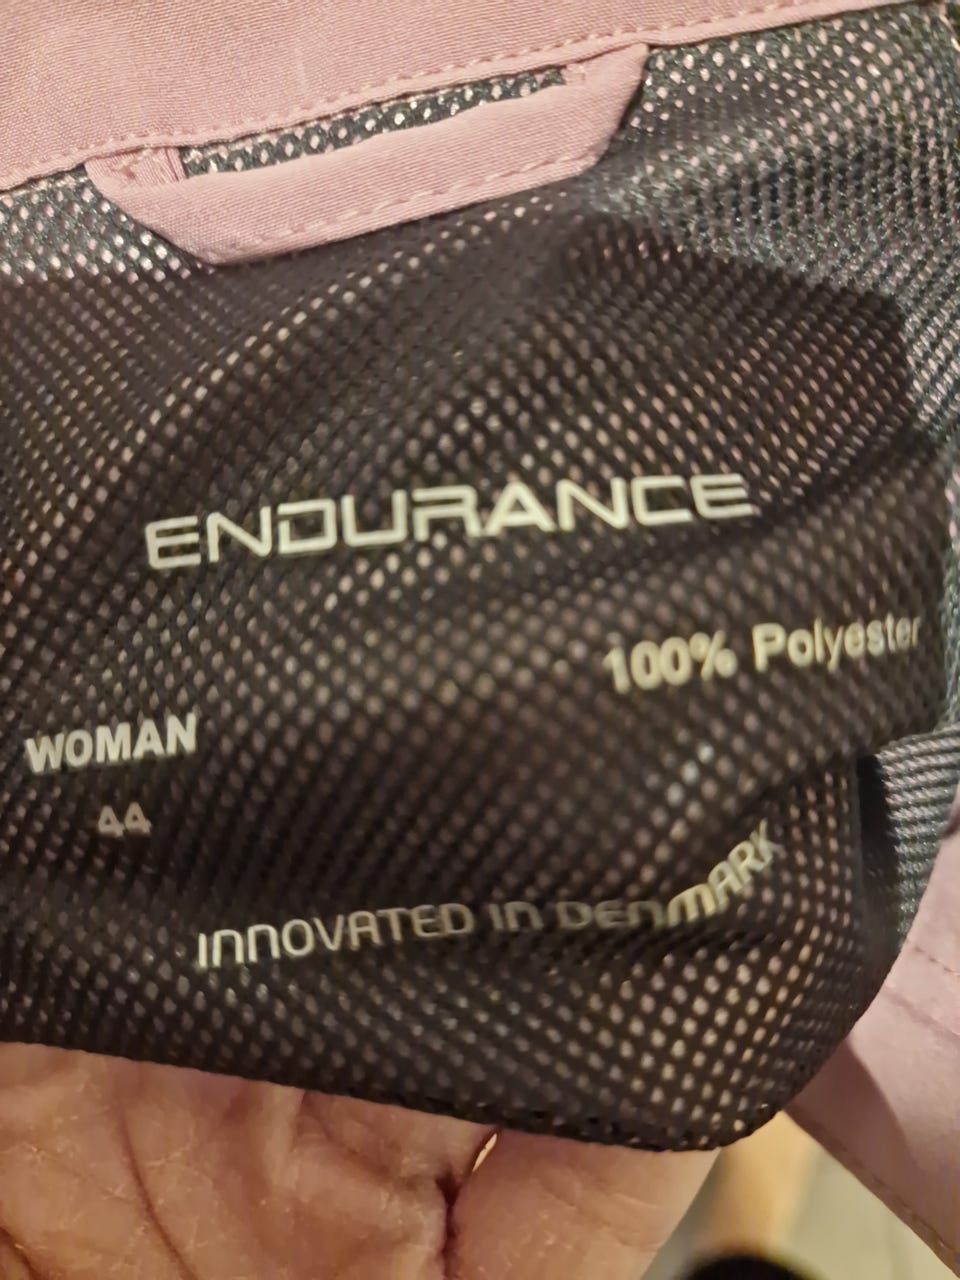 ENDURANCE
100% Polyester
WOMAN
44
INNOVATED IN DENMARK